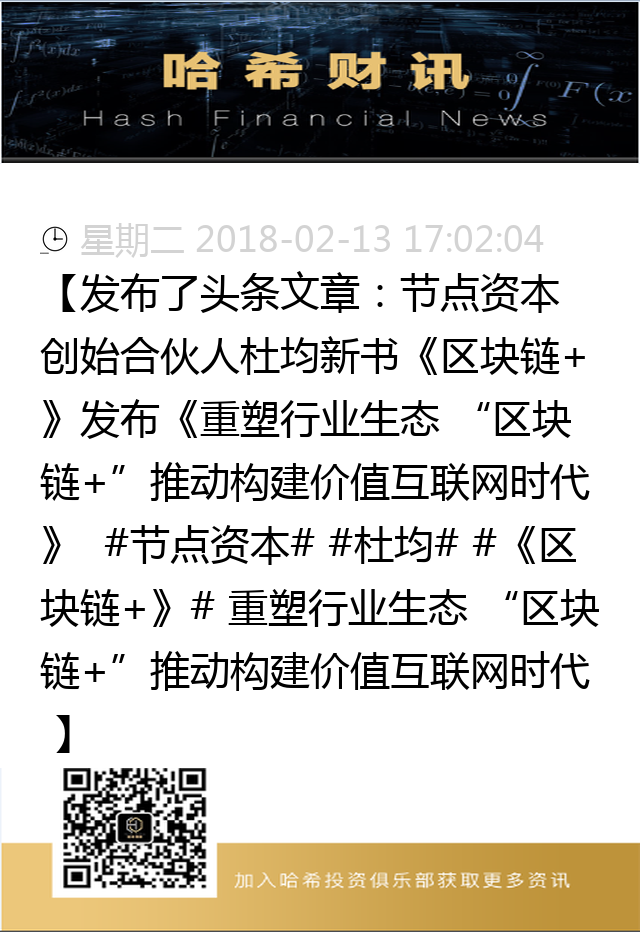 哈希财讯
Hash Financial News
星期二 2018-02-13 17:02:04
【发布了头条文章：节点资本
创始合伙人杜均新书《区块链+
》发布《重塑行业生态 “区块
链+”推动构建价值互联网时代
》 #节点资本# #杜均# #《区
块链+》# 重塑行业生态 “区块
链+”推动构建价值互联网时代
】
加入哈希投资俱乐部获取更多资讯